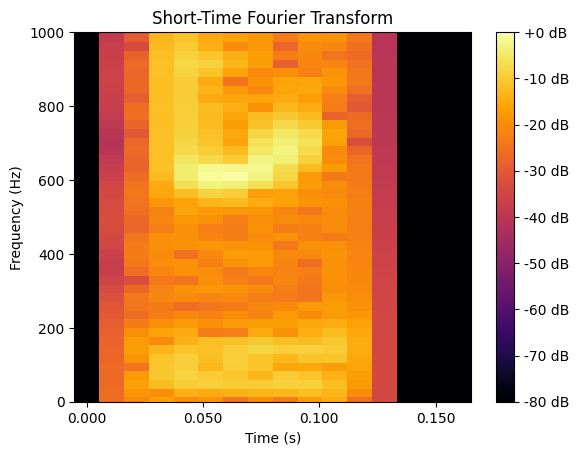 Short-Time Fourier Transform
1000
800
600
400
200
0
Frequency (Hz)
0.000
0.050
0.100
0.150
Time (s)
+0 dB
-10 dB
-20 dB
-30 dB
-40 dB
-50 dB
-60 dB
-70 dB
-80 dB